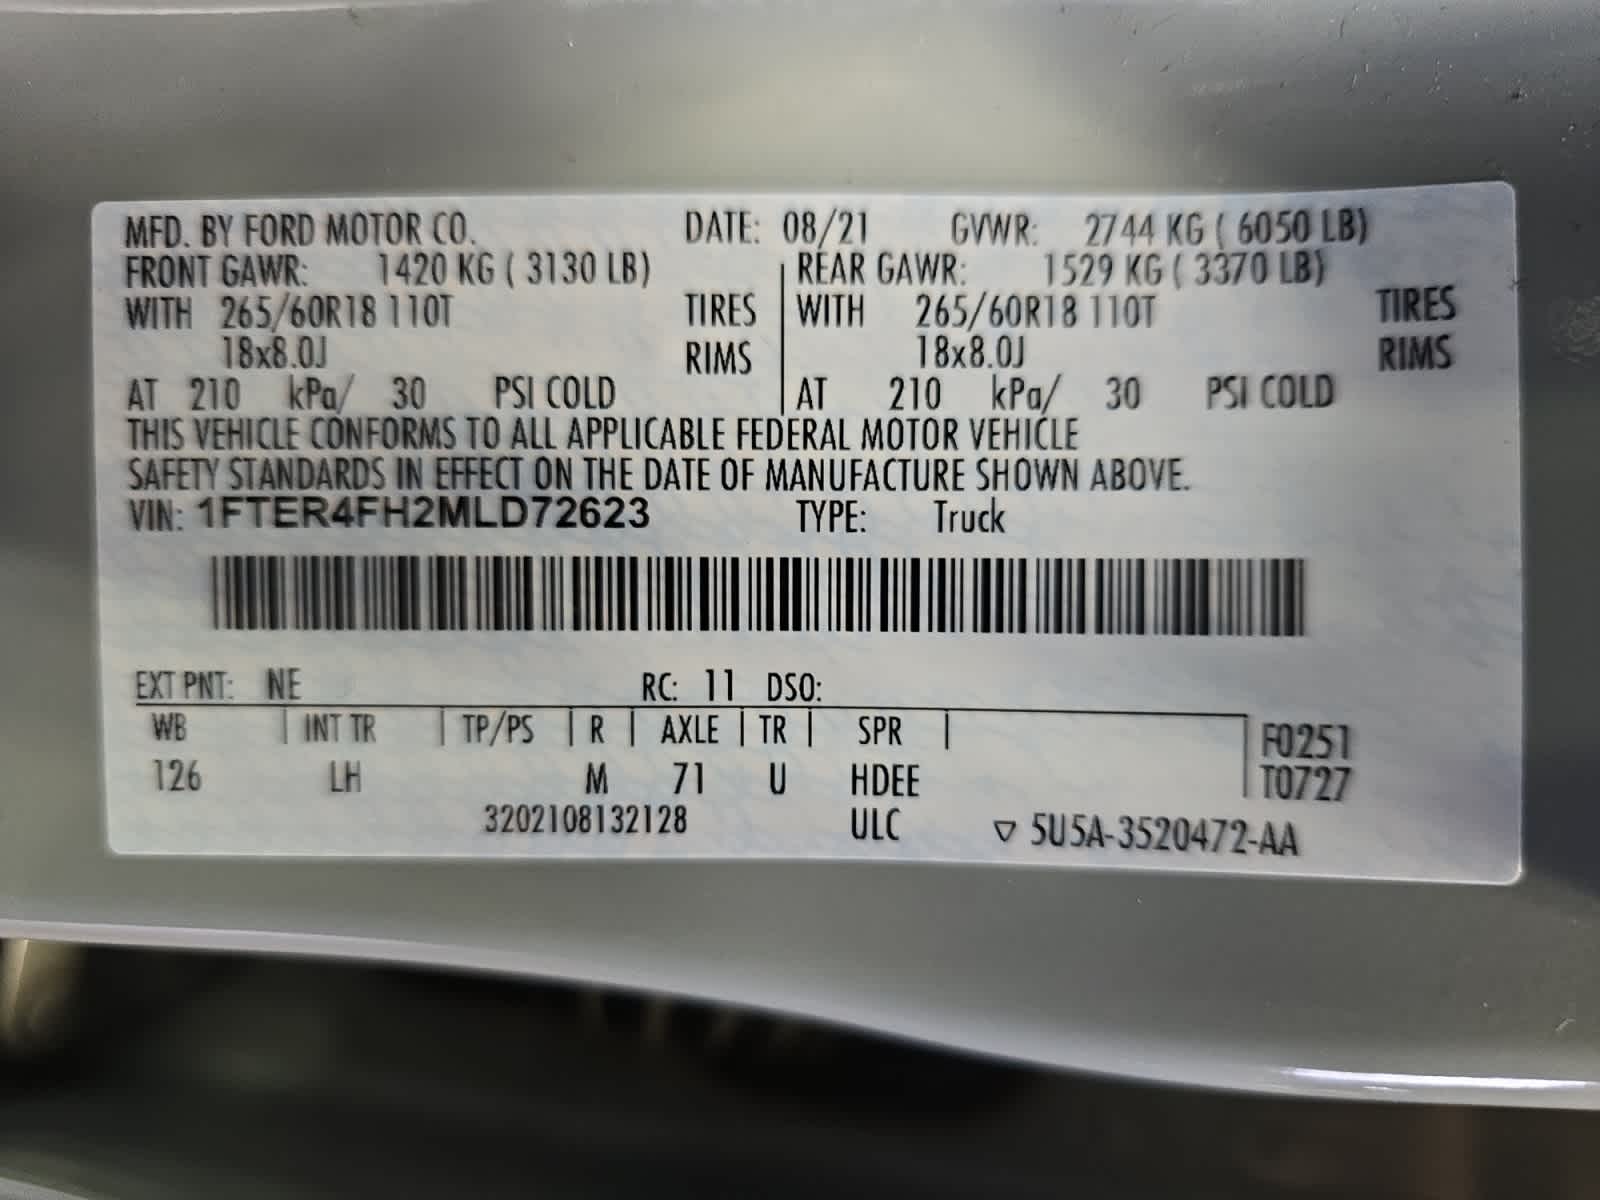 MFD. BY FORD MOTOR CO. DATE: 08/21 GVWR: 2744 KG ( 6050 LB)
FRONT GAWR: 1420 KG ( 3130 LB) REAR GAWR: 1529 KG ( 3370 LB)
WITH 265/60R18 110T TIRES WITH 265/60R18 110T TIRES
18x8.0J RIMS 18x8.0J RIMS
AT 210 kPa/ 30 PSI COLD AT 210 kPa/ 30 PSI COLD
THIS VEHICLE CONFORMS TO ALL APPLICABLE FEDERAL MOTOR VEHICLE
SAFETY STANDARDS IN EFFECT ON THE DATE OF MANUFACTURE SHOWN ABOVE.
VIN: 1FTER4FH2MLD72623 TYPE: Truck
EXT PNT: NE RC: 11 DSO:
WB INT TR TP/PS R AXLE TR SPR F0251
126 LH M 71 U HDEE T0727
3202108132128 ULC ▽ 5U5A-3520472-AA